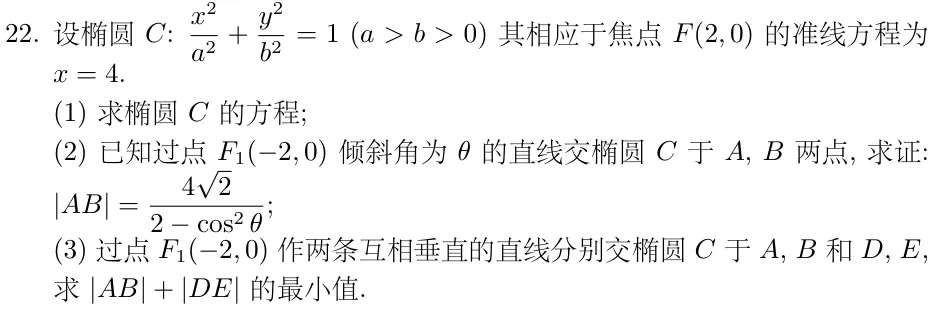 22. 设椭圆 C: x²/a² + y²/b² = 1 (a > b > 0) 其相应于焦点 F(2,0) 的准线方程为
x = 4.
(1) 求椭圆 C 的方程;
(2) 已知过点 F₁(−2,0) 倾斜角为 θ 的直线交椭圆 C 于 A, B 两点, 求证:
|AB| = 4√2/(2 − cos² θ);
(3) 过点 F₁(−2,0) 作两条互相垂直的直线分别交椭圆 C 于 A, B 和 D, E,
求 |AB| + |DE| 的最小值.